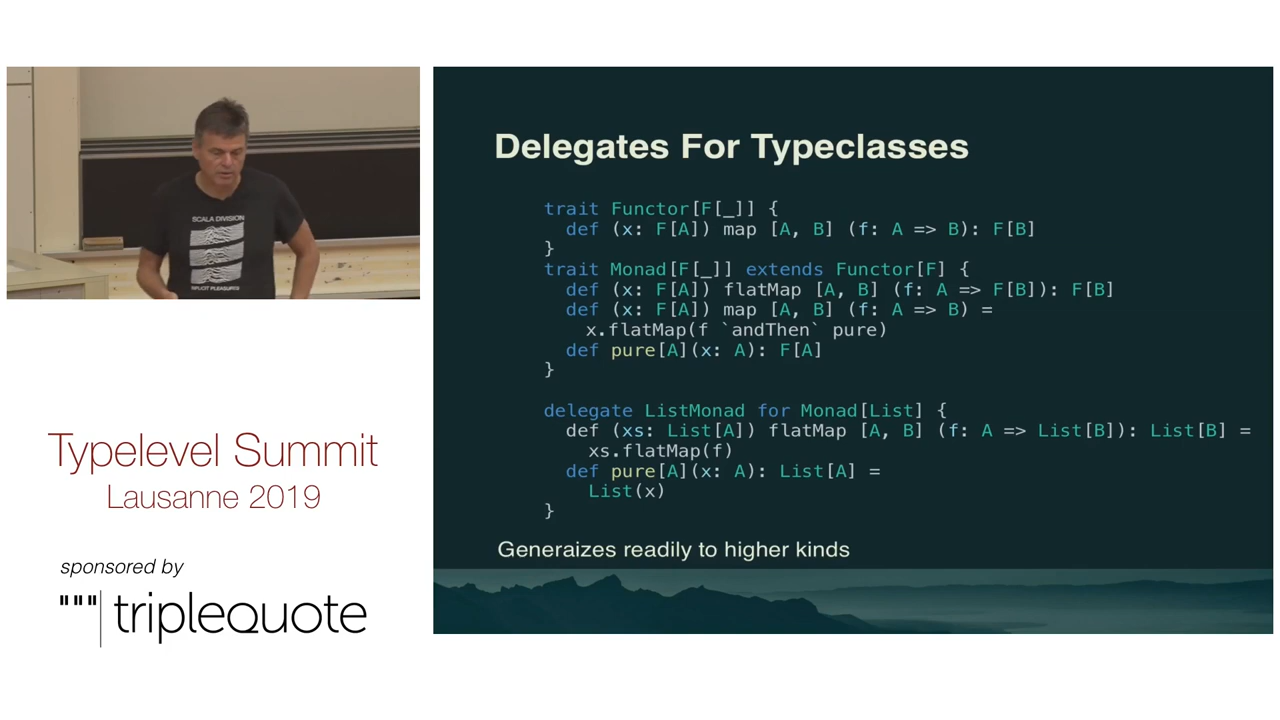 SCALA DIVISION
IMPLICIT PLEASURES
Typelevel Summit
Lausanne 2019
sponsored by
""" triplequote
Delegates For Typeclasses
trait Functor[F[_]] {
def (x: F[A]) map [A, B] (f: A => B): F[B]
}
trait Monad[F[_]] extends Functor[F] {
def (x: F[A]) flatMap [A, B] (f: A => F[B]): F[B]
def (x: F[A]) map [A, B] (f: A => B) =
x.flatMap(f `andThen` pure)
def pure[A](x: A): F[A]
}
delegate ListMonad for Monad[List] {
def (xs: List[A]) flatMap [A, B] (f: A => List[B]): List[B] =
xs.flatMap(f)
def pure[A](x: A): List[A] =
List(x)
}
Generaizes readily to higher kinds